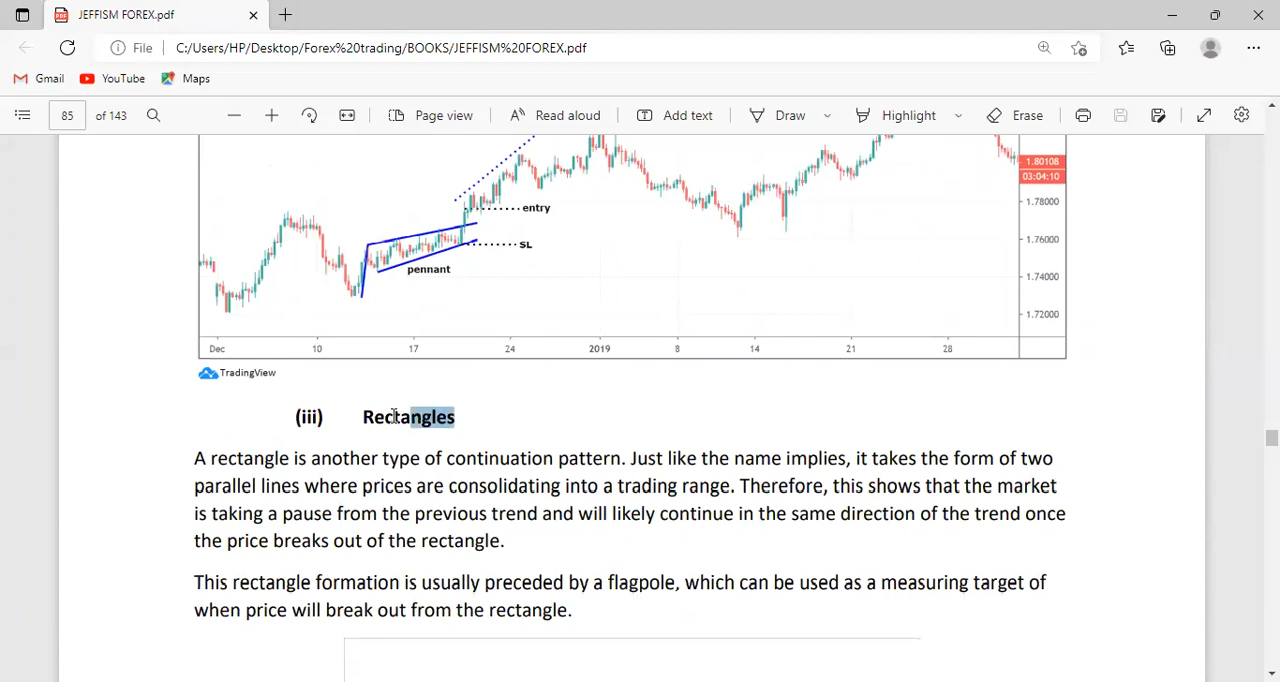 JEFFISM FOREX.pdf
File C:/Users/HP/Desktop/Forex%20trading/BOOKS/JEFFISM%20FOREX.pdf
Gmail YouTube Maps
85 of 143 Page view Read aloud Add text Draw Highlight Erase
1.80108
03:04:10
1.78000
1.76000
1.74000
1.72000
entry
SL
pennant
Dec 10 17 24 2019 8 14 21 28
TradingView
(iii) Rectangles
A rectangle is another type of continuation pattern. Just like the name implies, it takes the form of two
parallel lines where prices are consolidating into a trading range. Therefore, this shows that the market
is taking a pause from the previous trend and will likely continue in the same direction of the trend once
the price breaks out of the rectangle.
This rectangle formation is usually preceded by a flagpole, which can be used as a measuring target of
when price will break out from the rectangle.